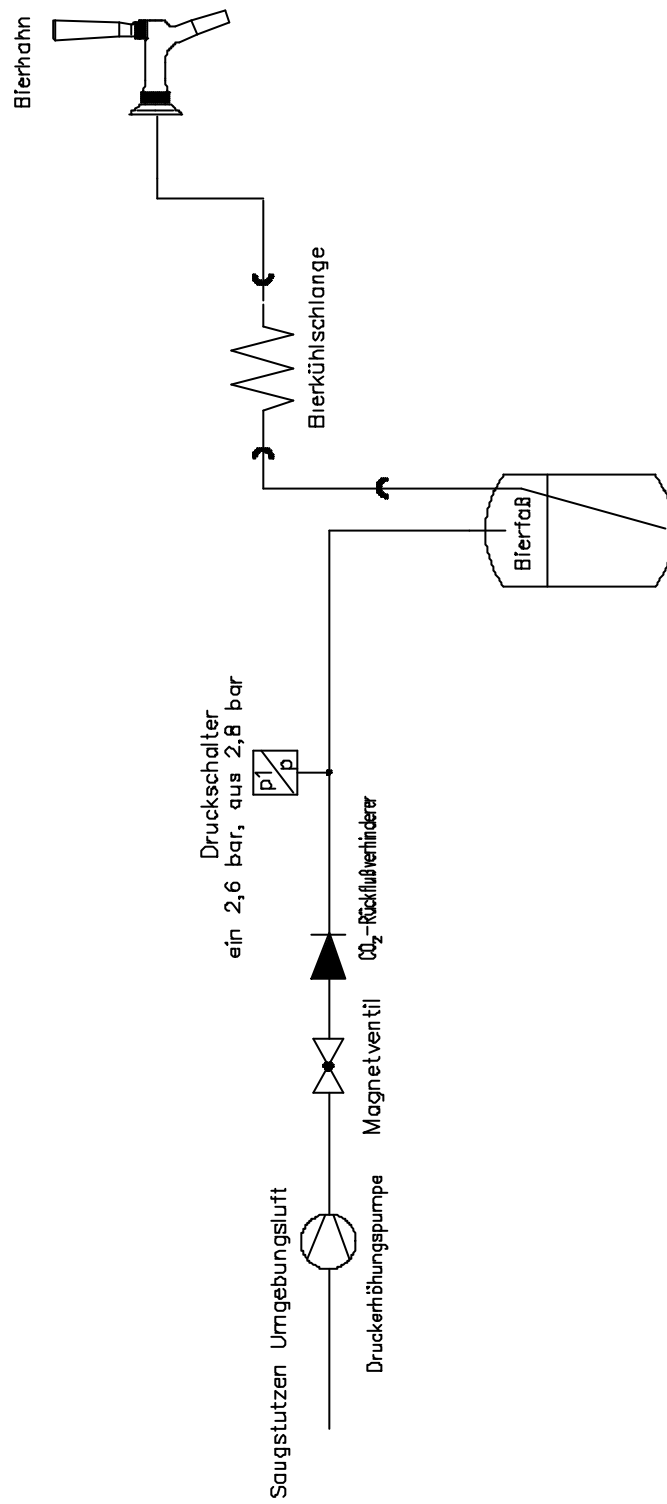 Saugstutzen Umgebungsluft
Druckerhöhungspumpe
Magnetventil
CO₂-Rückflußverhinderer
Druckschalter
ein 2,6 bar, aus 2,8 bar
p1
p
Bierfaß
Bierkühlschlange
Bierhahn